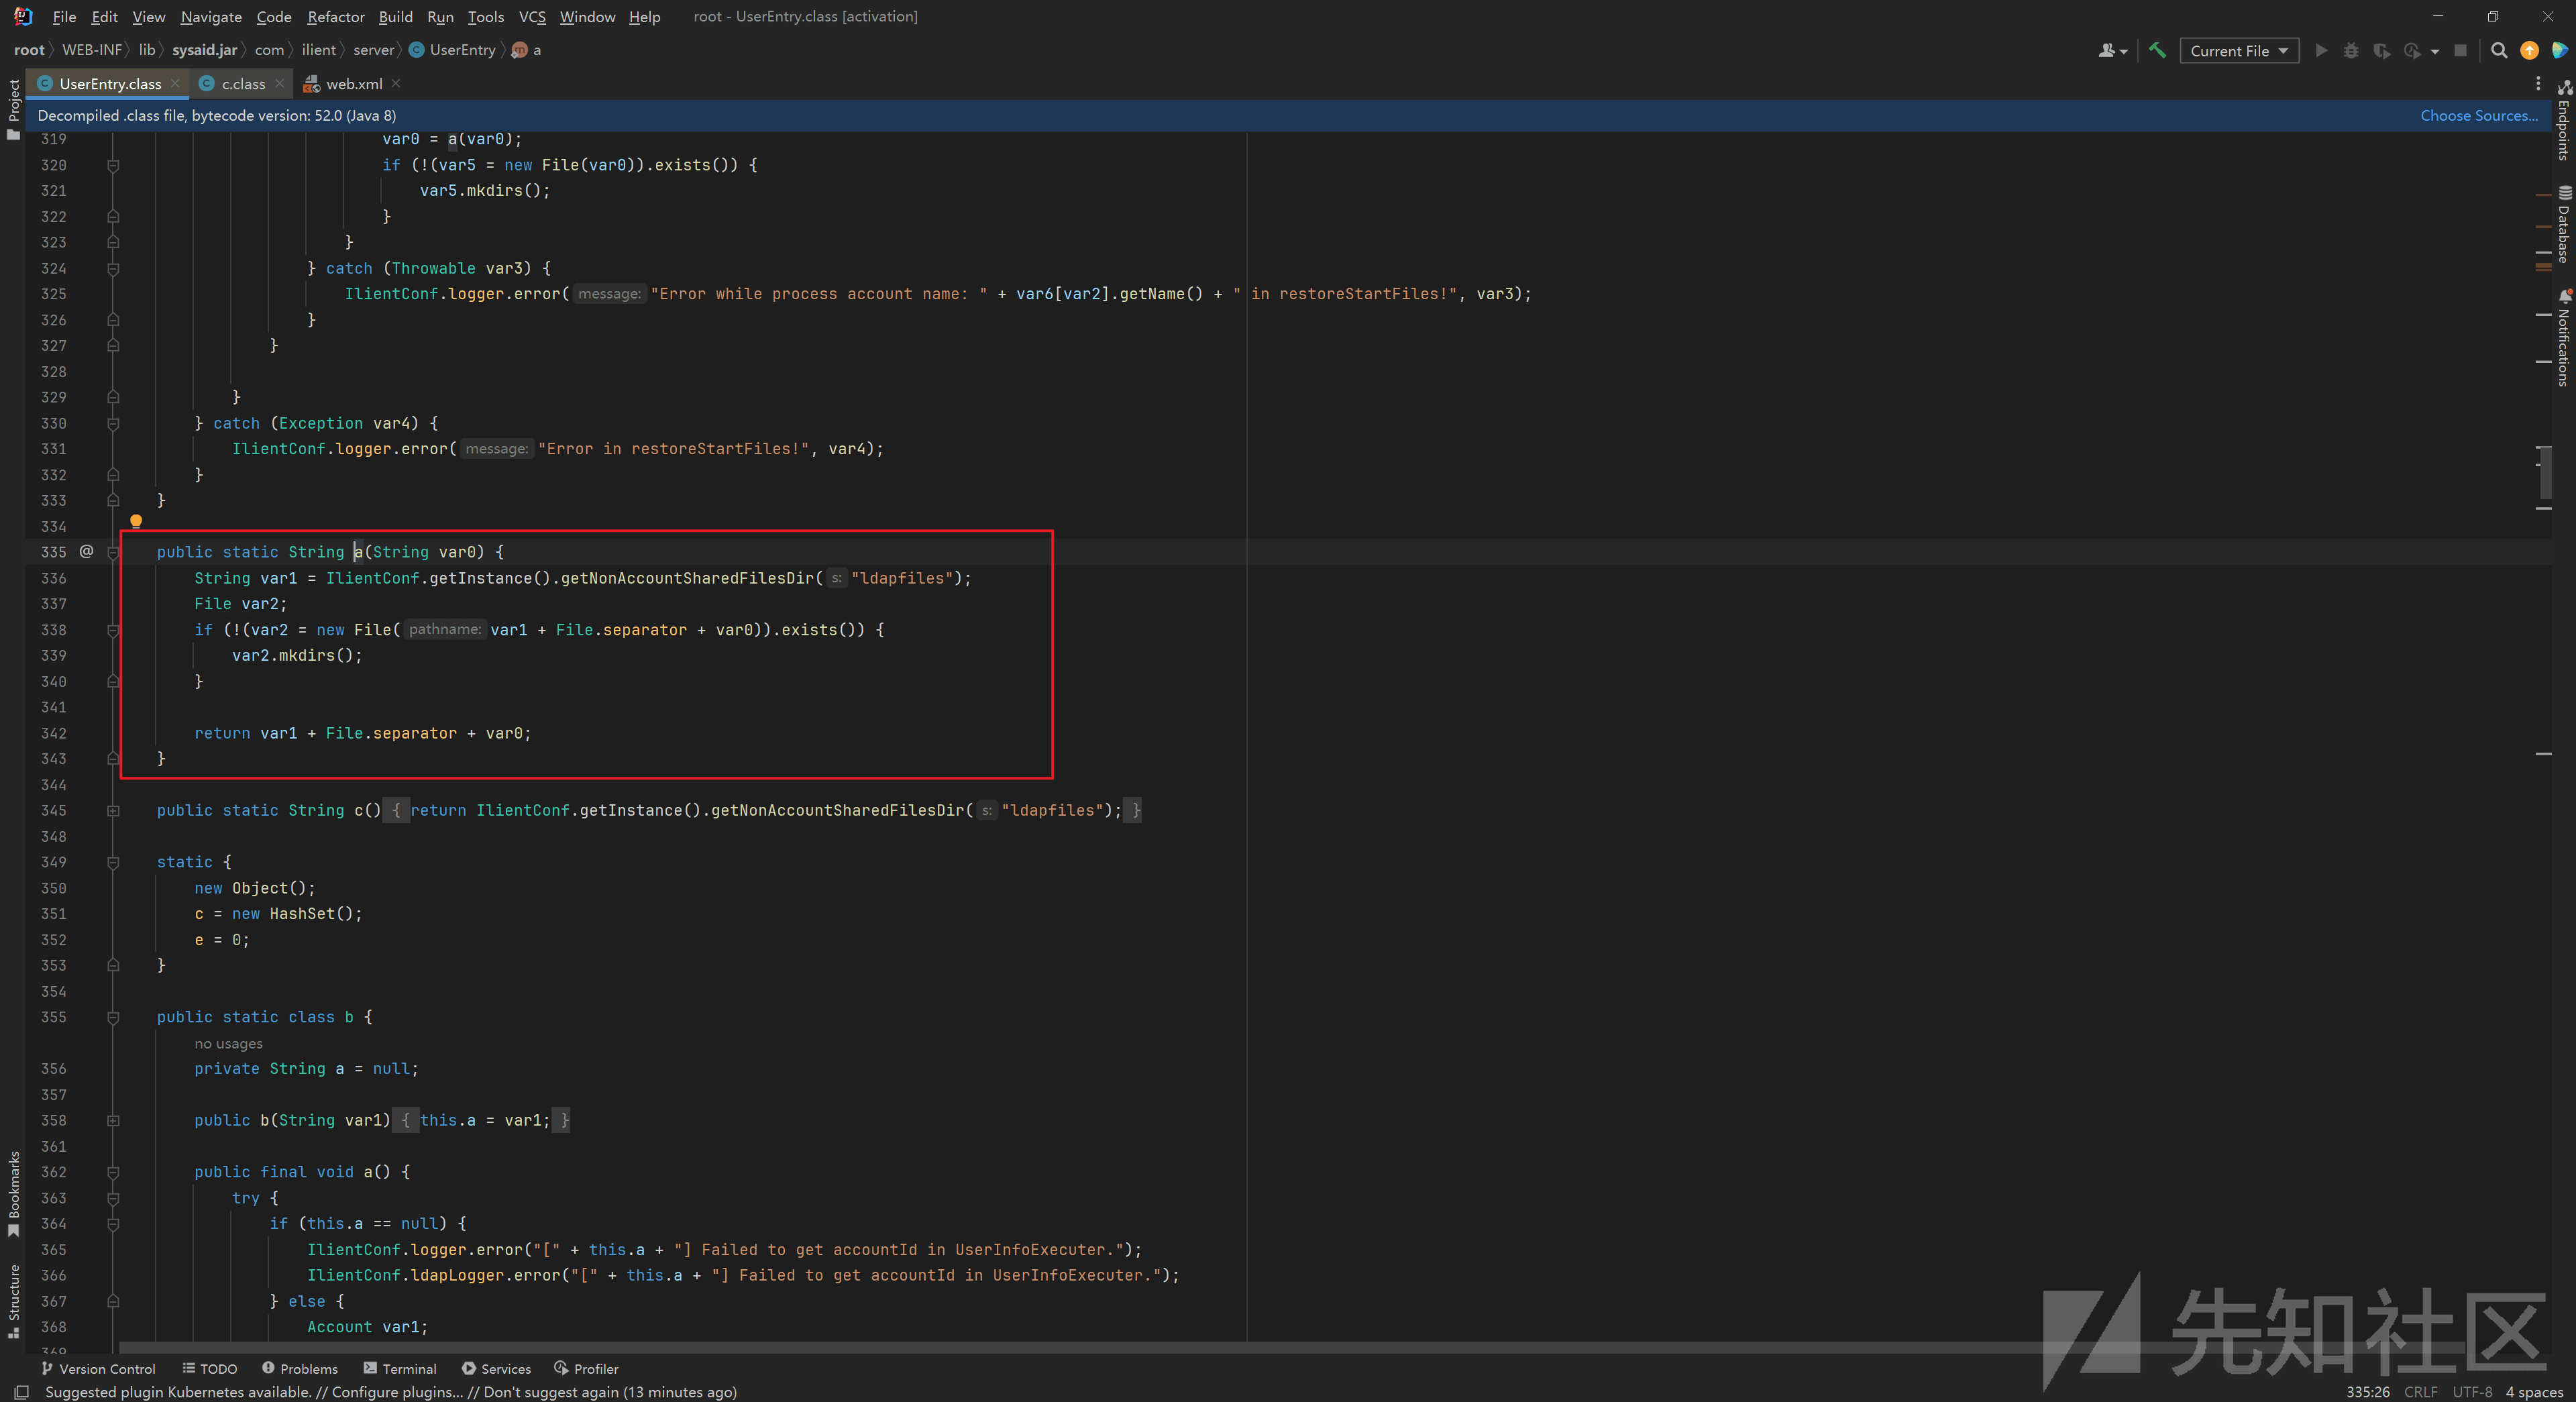 File Edit View Navigate Code Refactor Build Run Tools VCS Window Help root - UserEntry.class [activation]
root WEB-INF lib sysaid.jar com ilient server UserEntry a
Current File
UserEntry.class c.class web.xml
Decompiled .class file, bytecode version: 52.0 (Java 8) Choose Sources...
Project
Endpoints
Database
Notifications
319 var0 = a(var0);
320 if (!(var5 = new File(var0)).exists()) {
321 var5.mkdirs();
322 }
323 }
324 } catch (Throwable var3) {
325 IlientConf.logger.error( message: "Error while process account name: " + var6[var2].getName() + " in restoreStartFiles!", var3);
326 }
327 }
328
329 }
330 } catch (Exception var4) {
331 IlientConf.logger.error( message: "Error in restoreStartFiles!", var4);
332 }
333 }
334
335 @ public static String a(String var0) {
336 String var1 = IlientConf.getInstance().getNonAccountSharedFilesDir( s: "ldapfiles");
337 File var2;
338 if (!(var2 = new File( pathname: var1 + File.separator + var0)).exists()) {
339 var2.mkdirs();
340 }
341
342 return var1 + File.separator + var0;
343 }
344
345 public static String c() { return IlientConf.getInstance().getNonAccountSharedFilesDir( s: "ldapfiles"); }
348
349 static {
350 new Object();
351 c = new HashSet();
352 e = 0;
353 }
354
355 public static class b {
no usages
356 private String a = null;
357
358 public b(String var1) { this.a = var1; }
361
362 public final void a() {
363 try {
364 if (this.a == null) {
365 IlientConf.logger.error("[" + this.a + "] Failed to get accountId in UserInfoExecuter.");
366 IlientConf.ldapLogger.error("[" + this.a + "] Failed to get accountId in UserInfoExecuter.");
367 } else {
368 Account var1;
369
Bookmarks
Structure
先知社区
Version Control TODO Problems Terminal Services Profiler
Suggested plugin Kubernetes available. // Configure plugins... // Don't suggest again (13 minutes ago) 335:26 CRLF UTF-8 4 spaces